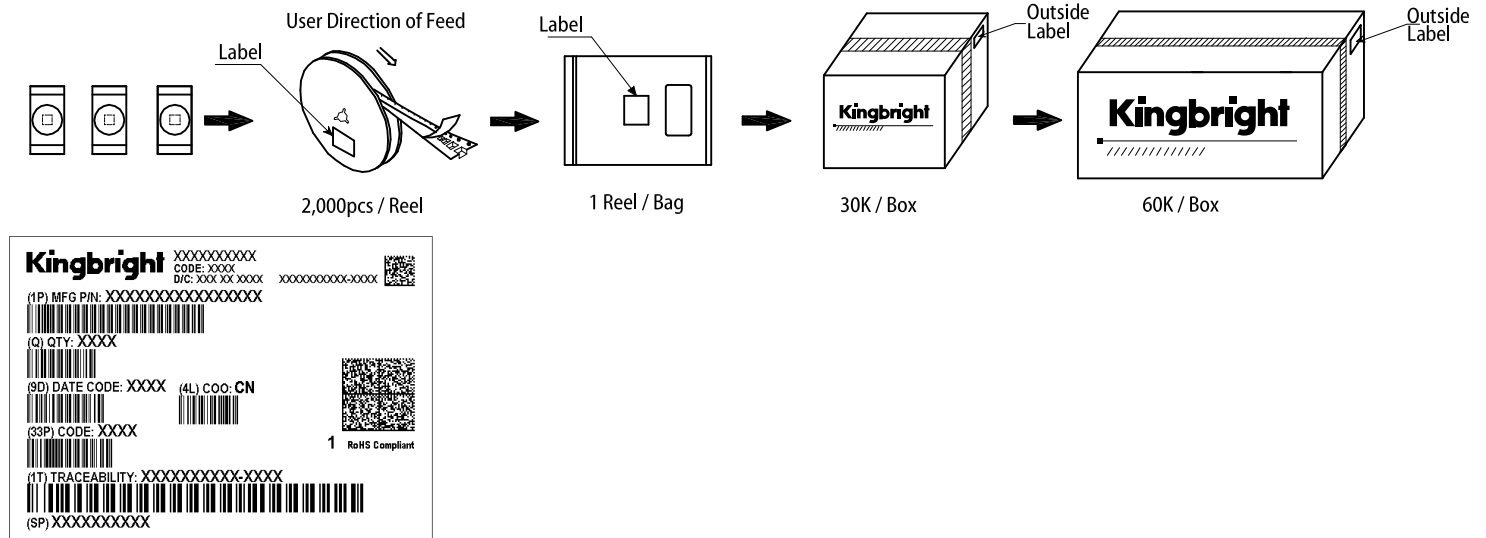 User Direction of Feed
Label
Label
Outside
Label
Outside
Label
Kingbright
Kingbright
2,000pcs / Reel
1 Reel / Bag
30K / Box
60K / Box
Kingbright
XXXXXXXXXX
CODE: XXXX
D/C: XXX XX XXXX XXXXXXXXXX-XXXX
(1P) MFG P/N: XXXXXXXXXXXXXXXX
(Q) QTY: XXXX
(9D) DATE CODE: XXXX (4L) COO: CN
(33P) CODE: XXXX
1 RoHS Compliant
(1T) TRACEABILITY: XXXXXXXXXX-XXXX
(SP) XXXXXXXXXX